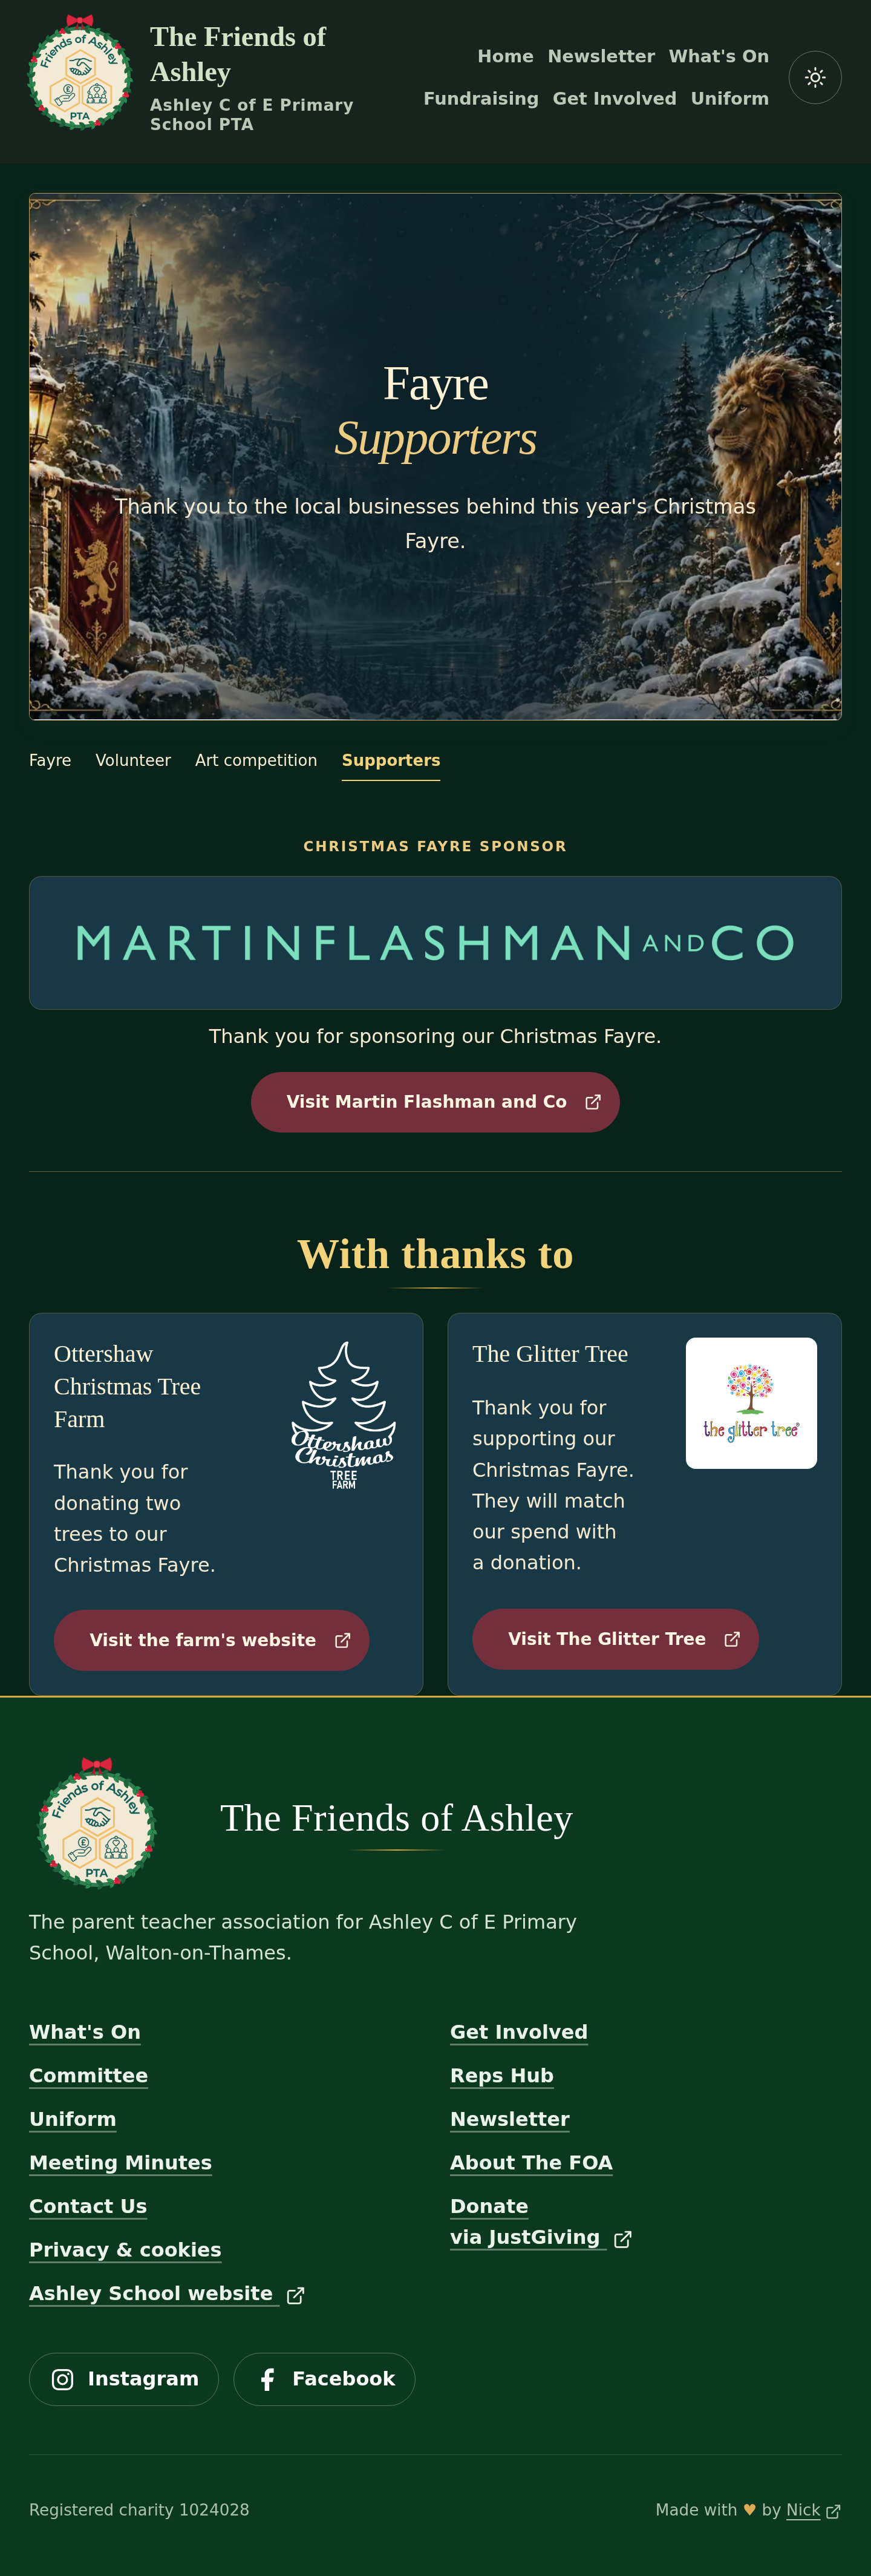 Friends of Ashley
PTA
The Friends of
Ashley
Ashley C of E Primary
School PTA
Home Newsletter What's On
Fundraising Get Involved Uniform
Fayre
Supporters
Thank you to the local businesses behind this year's Christmas
Fayre.
Fayre Volunteer Art competition Supporters
CHRISTMAS FAYRE SPONSOR
MARTINFLASHMANANDCO
Thank you for sponsoring our Christmas Fayre.
Visit Martin Flashman and Co
With thanks to
Ottershaw
Christmas Tree
Farm
Thank you for
donating two
trees to our
Christmas Fayre.
Ottershaw
Christmas
TREE
FARM
Visit the farm's website
The Glitter Tree
Thank you for
supporting our
Christmas Fayre.
They will match
our spend with
a donation.
the glitter tree®
Visit The Glitter Tree
Friends of Ashley
£
PTA
The Friends of Ashley
The parent teacher association for Ashley C of E Primary
School, Walton-on-Thames.
What's On
Committee
Uniform
Meeting Minutes
Contact Us
Privacy & cookies
Ashley School website
Get Involved
Reps Hub
Newsletter
About The FOA
Donate
via JustGiving
Instagram Facebook
Registered charity 1024028
Made with ♥ by Nick